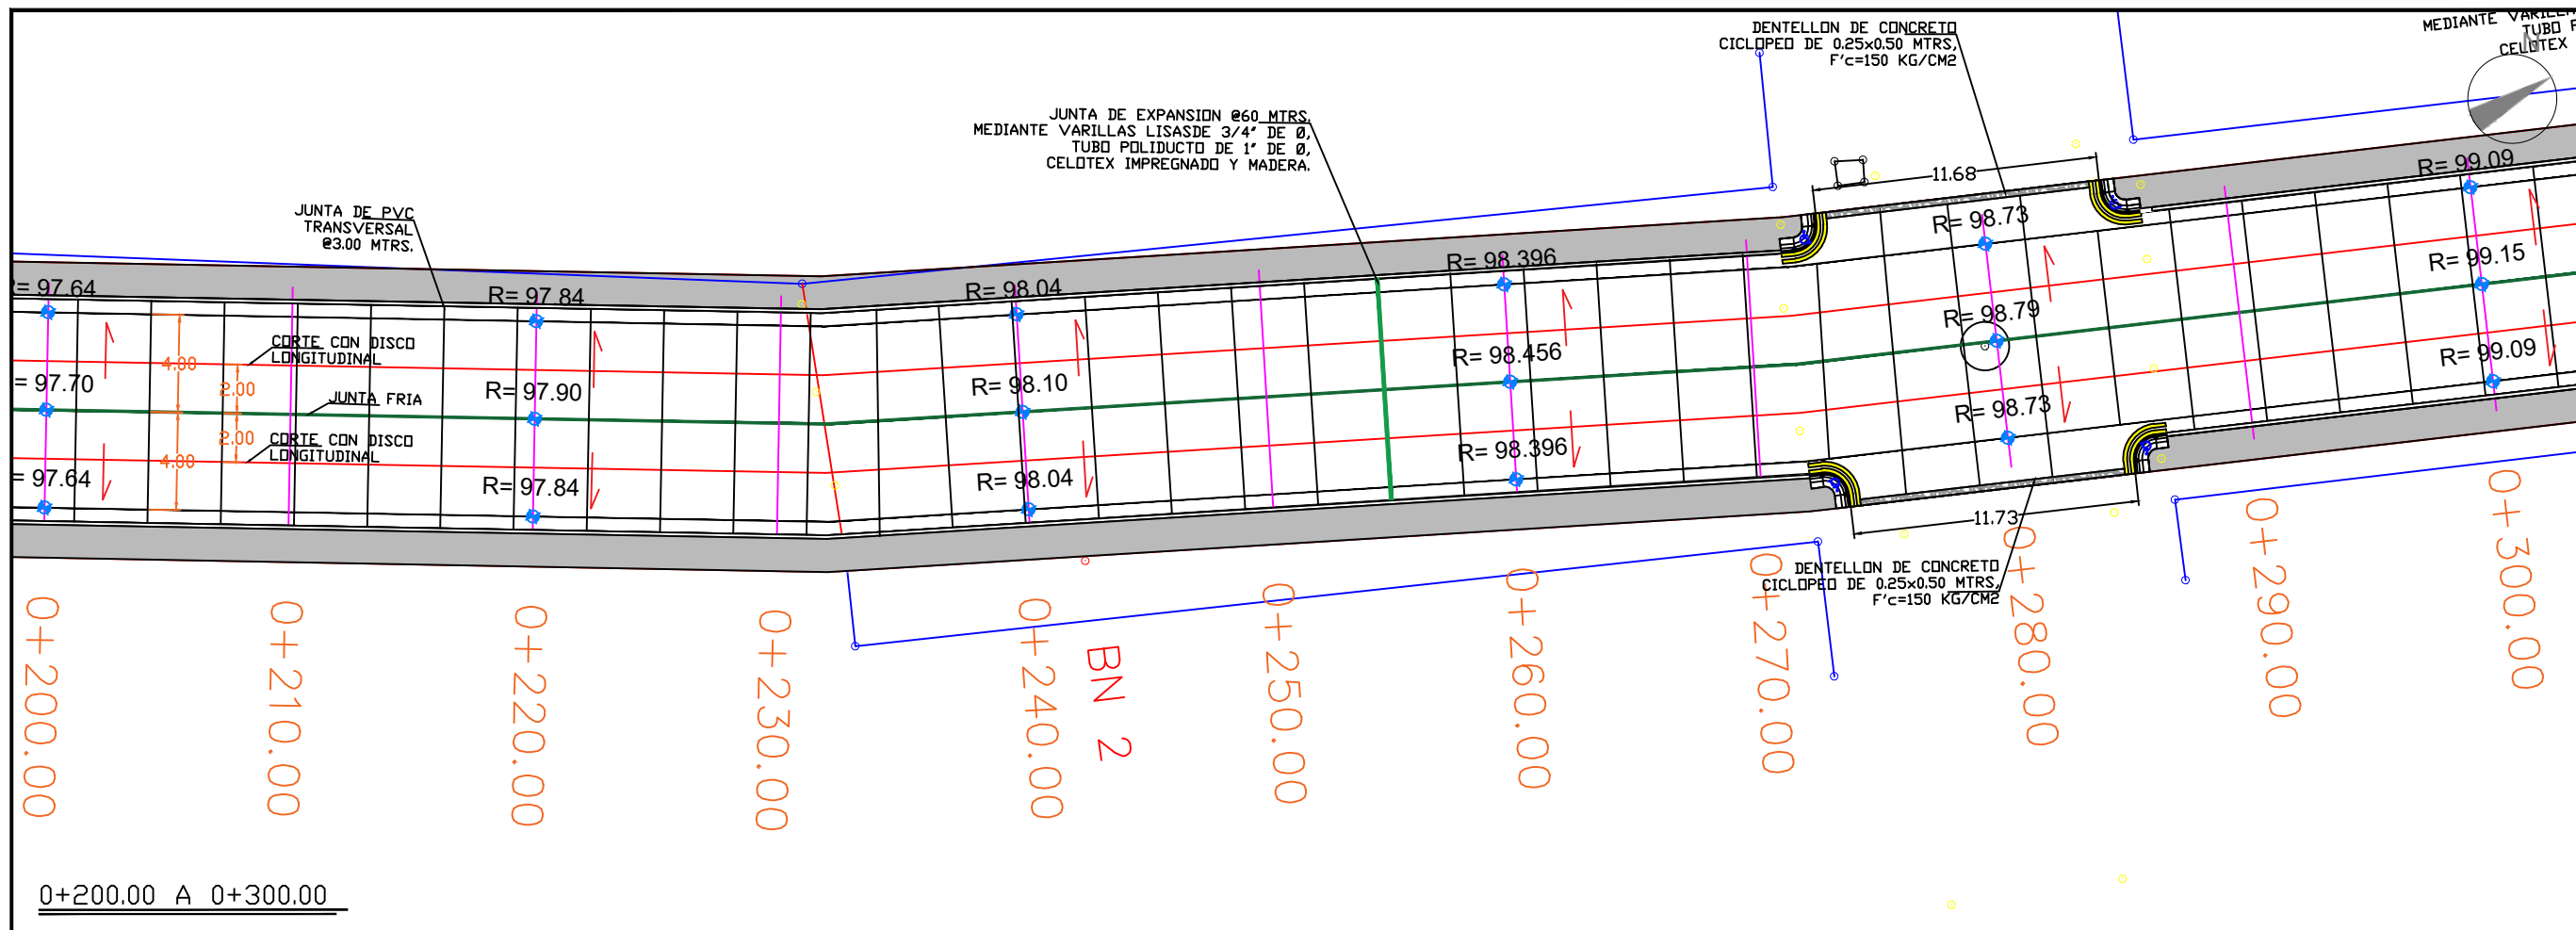 DENTELLON DE CONCRETO
CICLOPEO DE 0.25x0.50 MTRS,
F'c=150 KG/CM2
MEDIANTE
TUBO
CELOTEX
N
JUNTA DE EXPANSION @60 MTRS.
MEDIANTE VARILLAS LISASDE 3/4" DE Ø,
TUBO POLIDUCTO DE 1" DE Ø,
CELOTEX IMPREGNADO Y MADERA.
JUNTA DE PVC
TRANSVERSAL
@3.00 MTRS.
11.68
R= 97.64
R= 97.84
R= 98.04
R= 98.396
R= 98.73
R= 99.09
CORTE CON DISCO
LONGITUDINAL
4.00
2.00
= 97.70
R= 97.90
R= 98.10
R= 98.456
R= 98.79
R= 99.15
JUNTA FRIA
2.00
4.00
CORTE CON DISCO
LONGITUDINAL
= 97.64
R= 97.84
R= 98.04
R= 98.396
R= 98.73
R= 99.09
11.73
DENTELLON DE CONCRETO
CICLOPEO DE 0.25x0.50 MTRS,
F'c=150 KG/CM2
0+200.00
0+210.00
0+220.00
0+230.00
0+240.00
BN 2
0+250.00
0+260.00
0+270.00
0+280.00
0+290.00
0+300.00
0+200.00 A 0+300.00